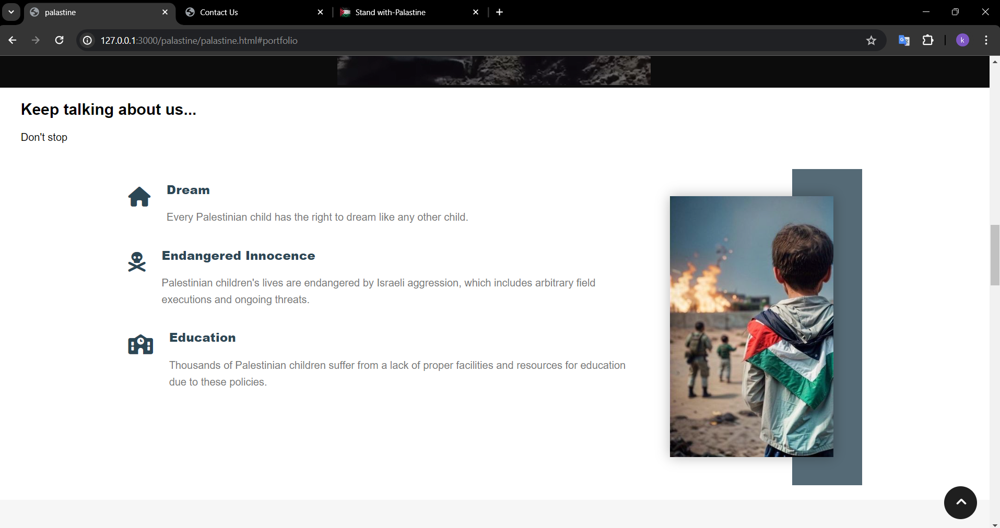 palastine
Contact Us
Stand with-Palastine
127.0.0.1:3000/palastine/palastine.html#portfolio
k
Keep talking about us...
Don't stop
Dream
Every Palestinian child has the right to dream like any other child.
Endangered Innocence
Palestinian children's lives are endangered by Israeli aggression, which includes arbitrary field
executions and ongoing threats.
Education
Thousands of Palestinian children suffer from a lack of proper facilities and resources for education
due to these policies.